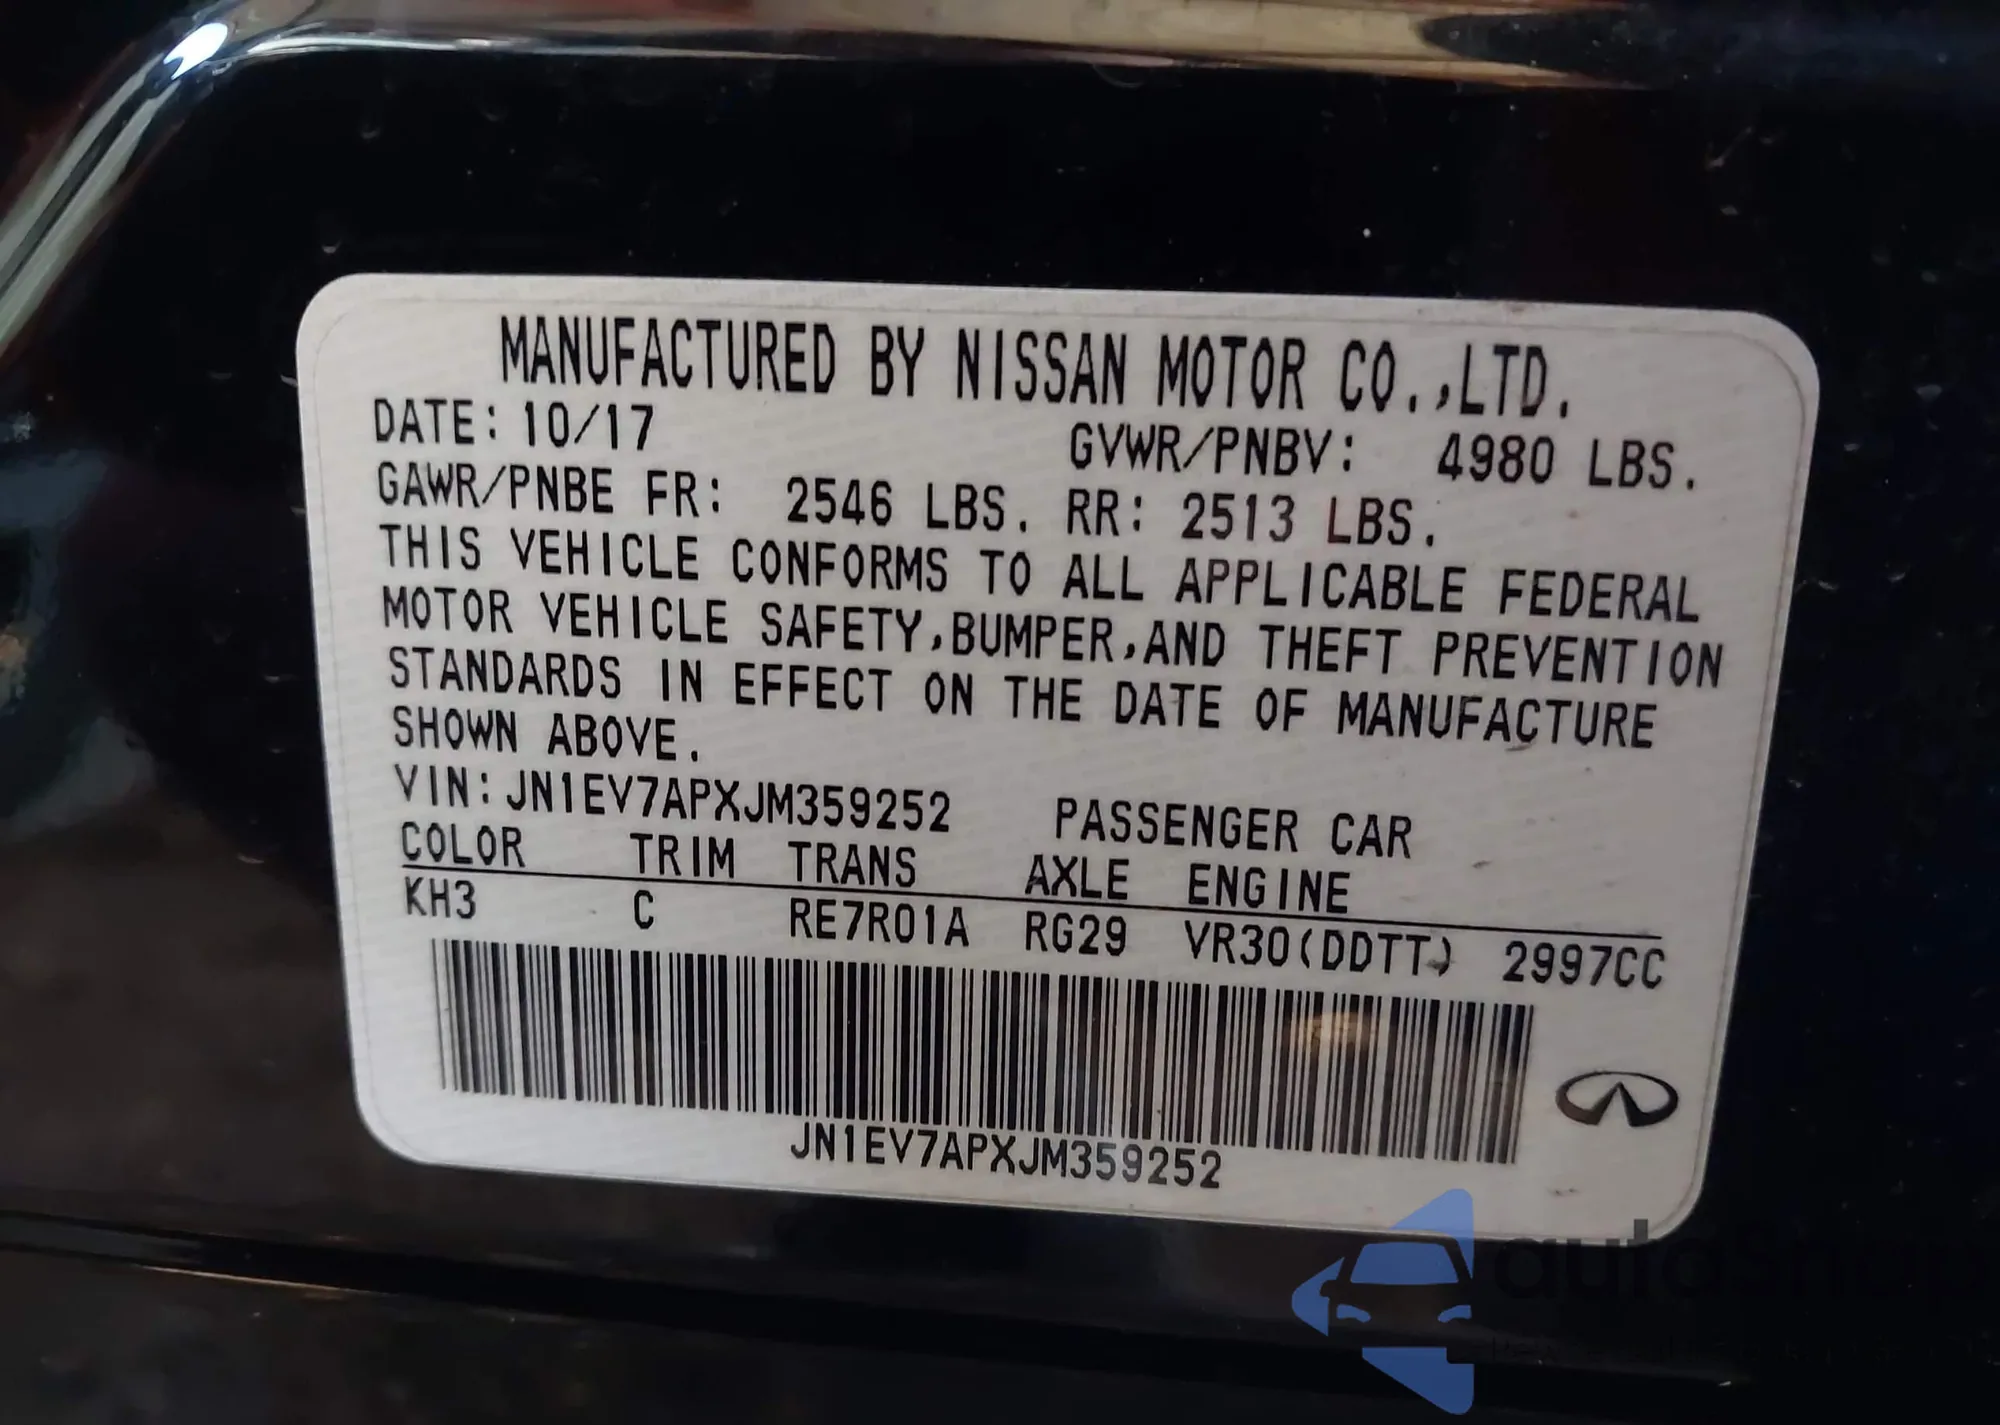 MANUFACTURED BY NISSAN MOTOR CO.,LTD.
DATE: 10/17 GVWR/PNBV: 4980 LBS.
GAWR/PNBE FR: 2546 LBS. RR: 2513 LBS.
THIS VEHICLE CONFORMS TO ALL APPLICABLE FEDERAL
MOTOR VEHICLE SAFETY,BUMPER,AND THEFT PREVENTION
STANDARDS IN EFFECT ON THE DATE OF MANUFACTURE
SHOWN ABOVE.
VIN:JN1EV7APXJM359252 PASSENGER CAR
COLOR TRIM TRANS AXLE ENGINE
KH3 C RE7R01A RG29 VR30(DDTT) 2997CC
JN1EV7APXJM359252